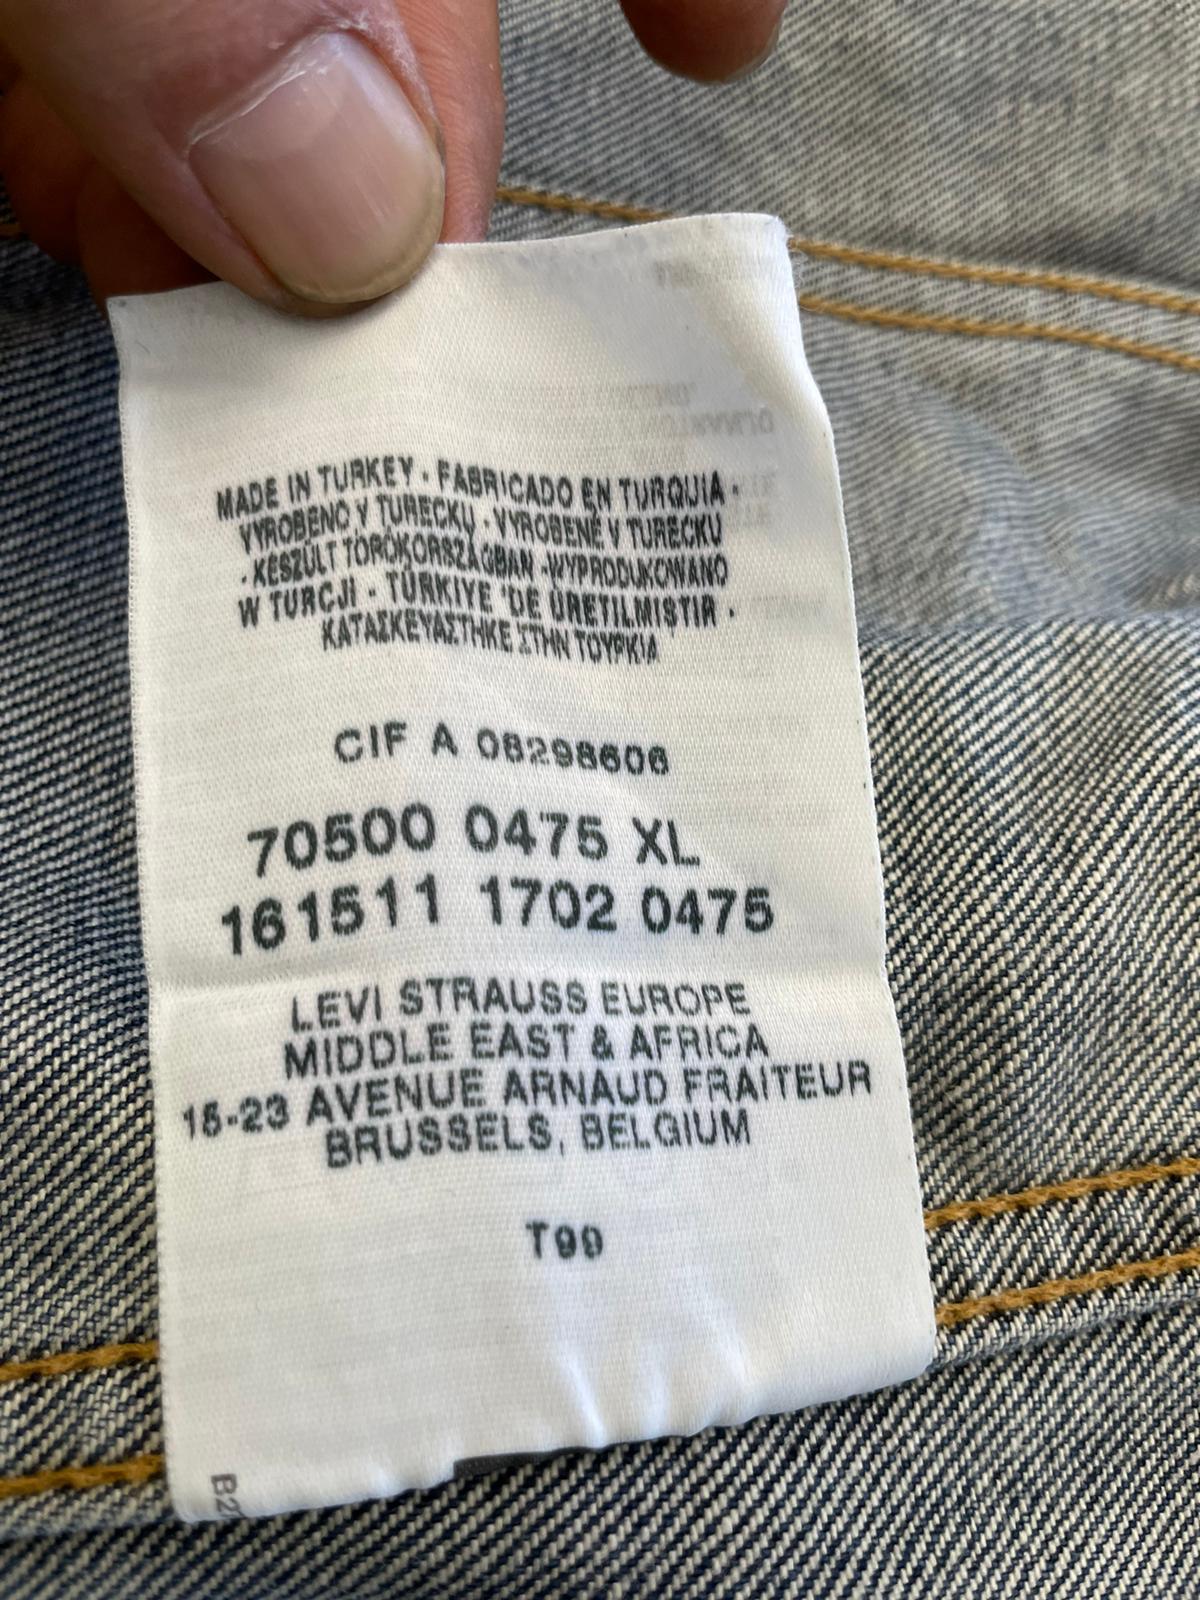 MADE IN TURKEY · FABRICADO EN TURQUIA ·
VYROBENO V TURECKU · VYROBENÉ V TURECKU
· KESZÜLT TÖRÖKORSZÁGBAN · WYPRODUKOWANO
W TURCJI · TÜRKIYE 'DE ÜRETILMISTIR ·
ΚΑΤΑΣΚΕΥΑΣΤΗΚΕ ΣΤΗΝ ΤΟΥΡΚΙΑ
CIF A 08298606
70500 0475 XL
161511 1702 0475
LEVI STRAUSS EUROPE
MIDDLE EAST & AFRICA
15-23 AVENUE ARNAUD FRAITEUR
BRUSSELS, BELGIUM
T99